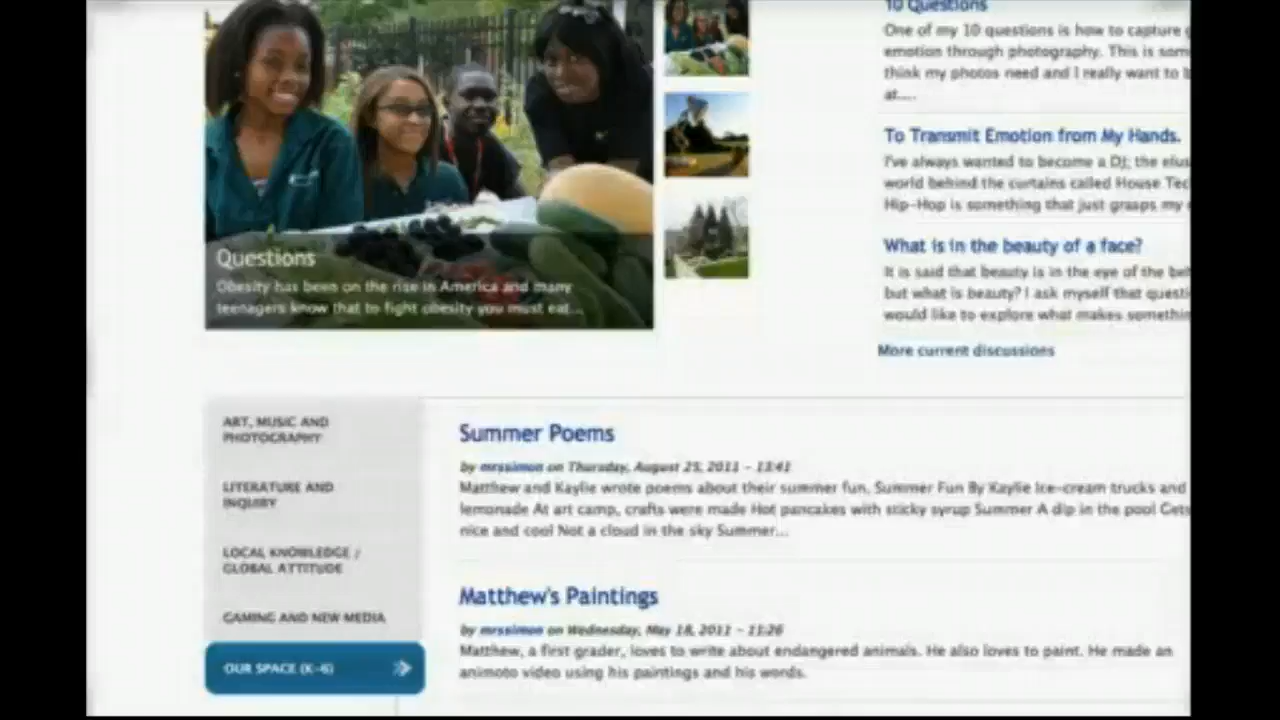 10 Questions
One of my 10 questions is how to capture
emotion through photography. This is som
think my photos need and I really want to
at....
To Transmit Emotion from My Hands.
I've always wanted to become a DJ; the elus
world behind the curtains called House Tec
Hip-Hop is something that just graaps my
What is in the beauty of a face?
It is said that beauty is in the eye of the
but what is beauty? I ask myself that questi
would like to explore what makes somethin
More current discussions
Questions
Obesity has been on the rise in America and many
teenagers know that to fight obesity you must eat...
ART, MUSIC AND
PHOTOGRAPHY
LITERATURE AND
INQUIRY
LOCAL KNOWLEDGE /
GLOBAL ATTITUDE
GAMING AND NEW MEDIA
OUR SPACE (K-6)
Summer Poems
by mrssimon on Thursday, August 25, 2011 - 13:41
Matthew and Kaylie wrote poems about their summer fun. Summer Fun By Kaylie Ice-cream trucks and
lemonade At art camp, crafts were made Hot pancakes with sticky syrup Summer A dip in the pool Gets
nice and cool Not a cloud in the sky Summer...
Matthew's Paintings
by mrssimon on Wednesday, May 18, 2011 - 11:26
Matthew, a first grader, loves to write about endangered animals. He also loves to paint. He made an
animoto video using his paintings and his words.